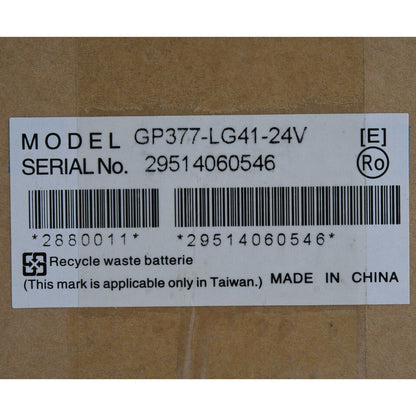 MODEL GP377-LG41-24V [E]
SERIAL No. 29514060546 Ro
*2880011* *29514060546*
Recycle waste batterie
(This mark is applicable only in Taiwan.) MADE IN CHINA